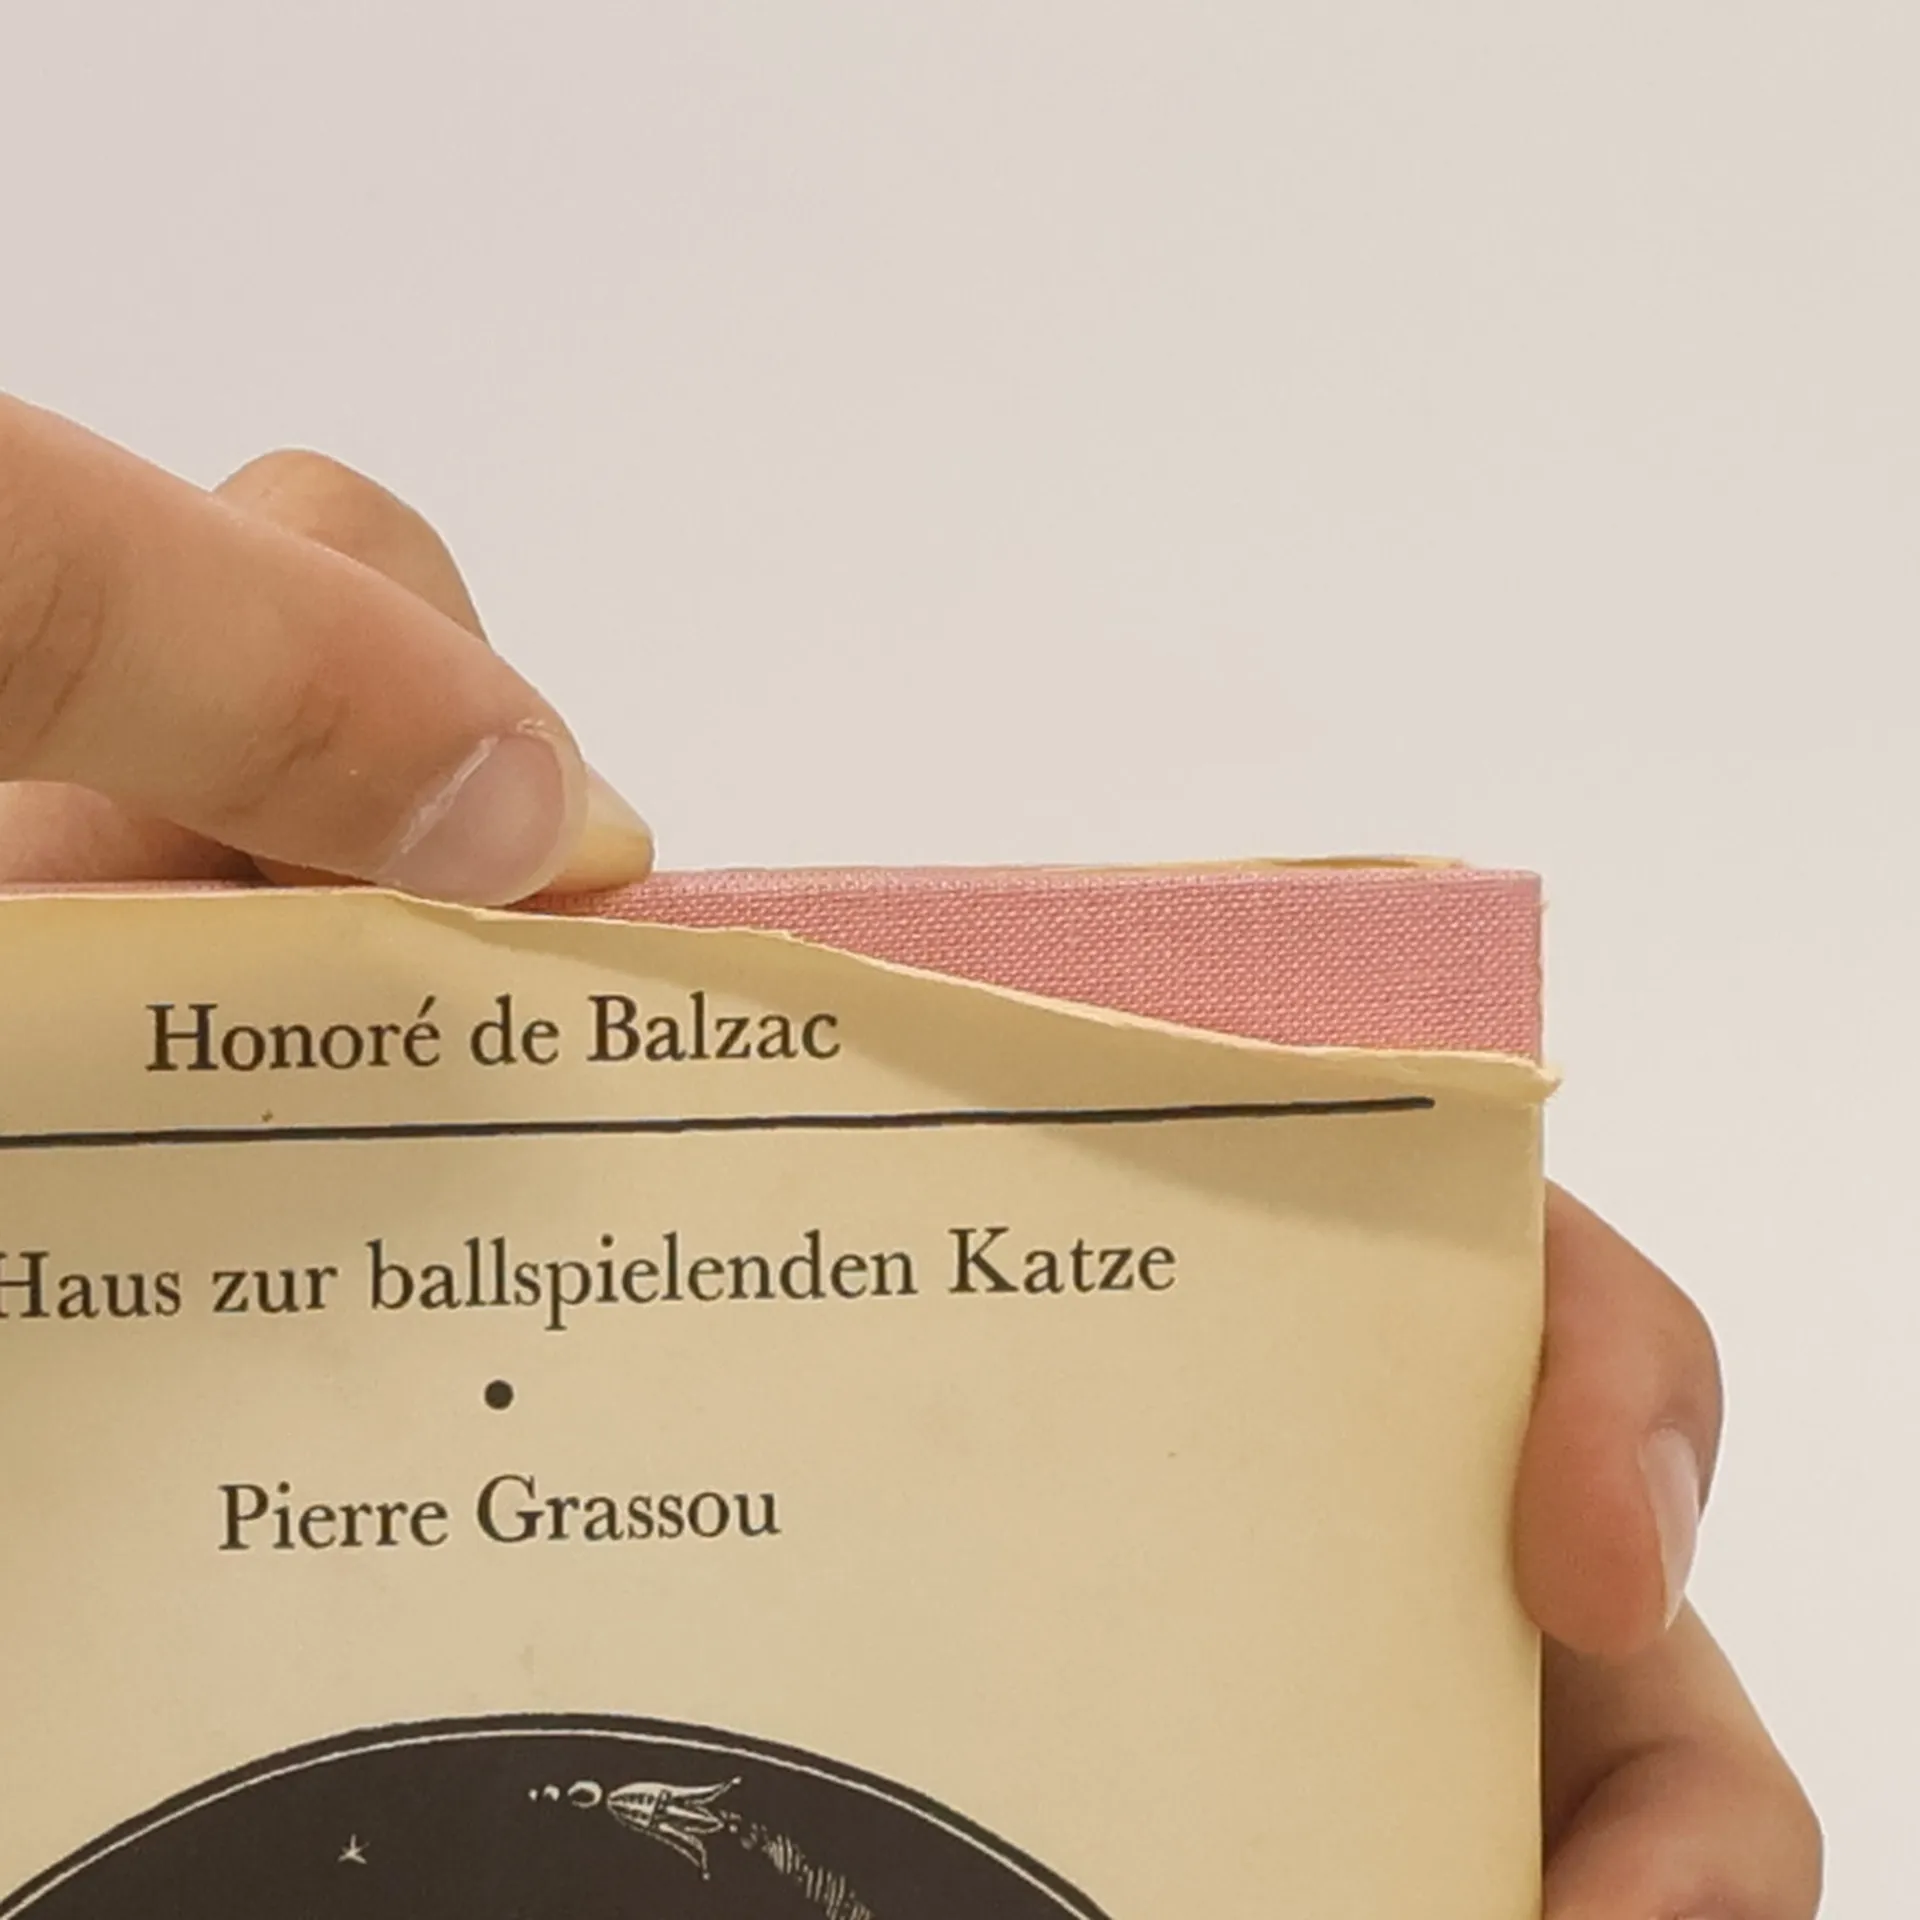 Honoré de Balzac
Haus zur ballspielenden Katze
•
Pierre Grassou